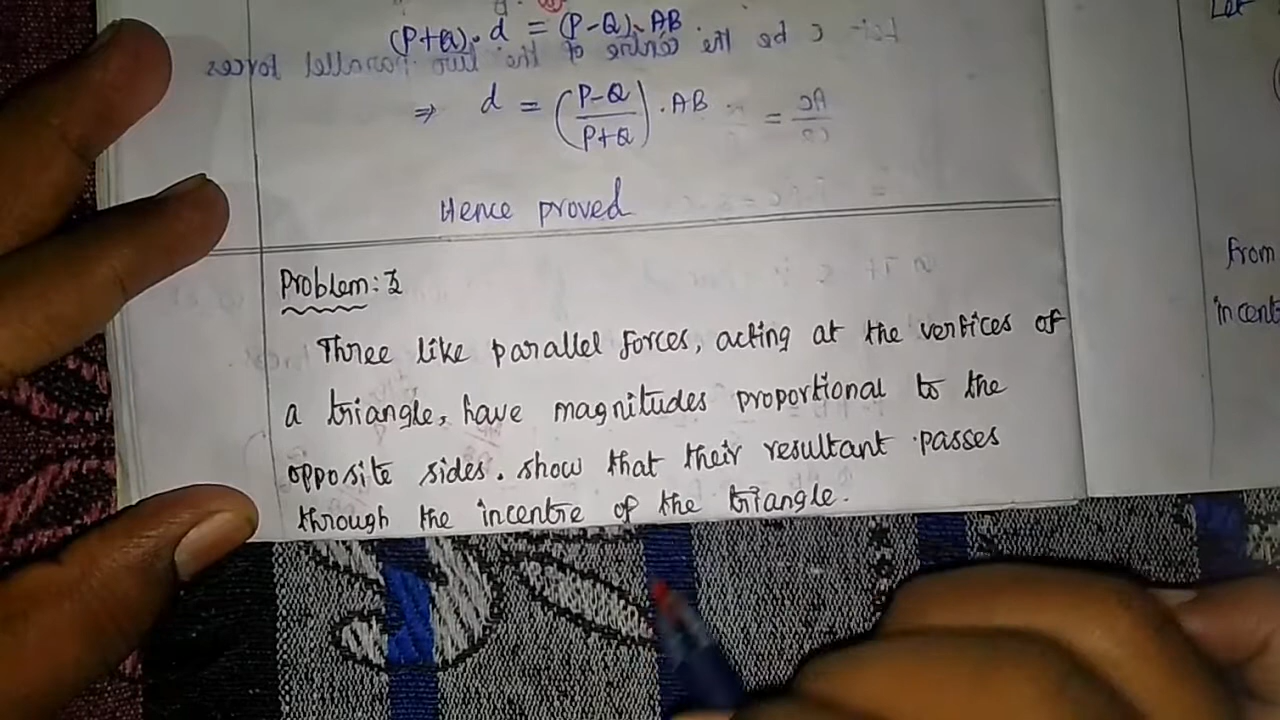 (P+Q). d = (P-Q). AB
⇒ d = (P-Q/P+Q) . AB
Hence proved
Problem:
Three like parallel forces, acting at the vertices of
a triangle, have magnitudes proportional to the
opposite sides. show that their resultant passes
through the incentre of the triangle.
Let
From
incent